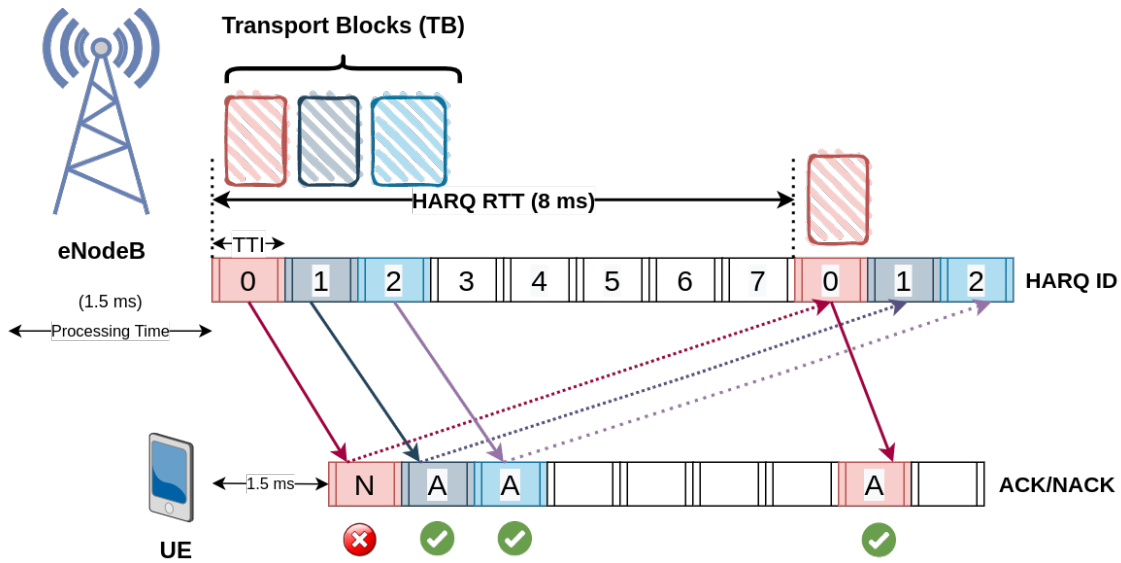 Transport Blocks (TB)
HARQ RTT (8 ms)
eNodeB
TTI
0 1 2 3 4 5 6 7 0 1 2
HARQ ID
(1.5 ms)
Processing Time
1.5 ms
N A A A
ACK/NACK
UE